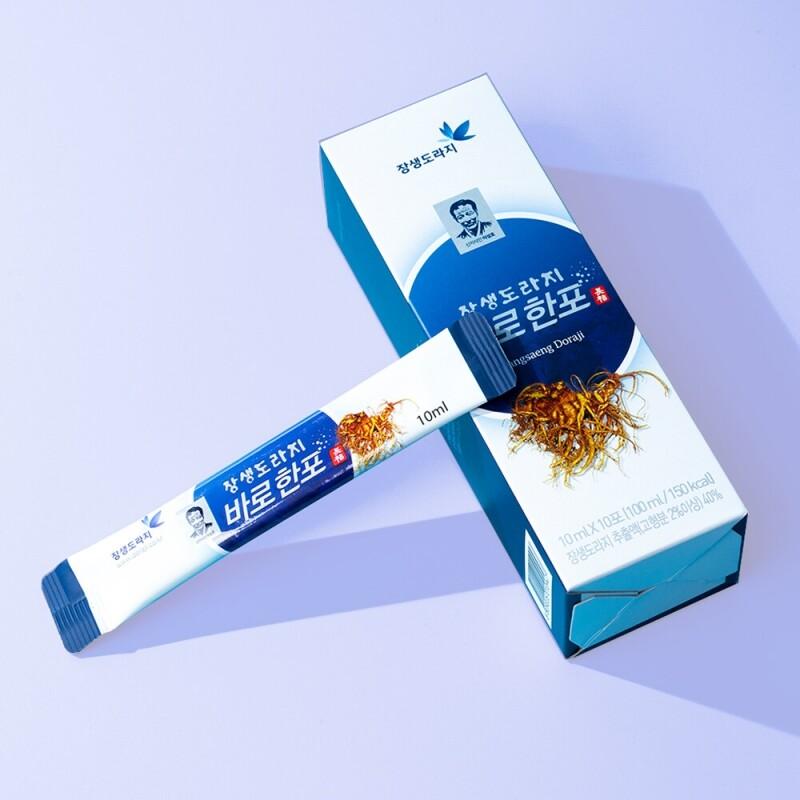 장생도라지
장생도라지
로한포
長相
ngsaeng Doraji
10 ml X 10포 [100 ml / 150 kcal]
장생도라지 추출액(고형분 2%이상) 40%
10ml
장생도라지
바로한포
장생도라지